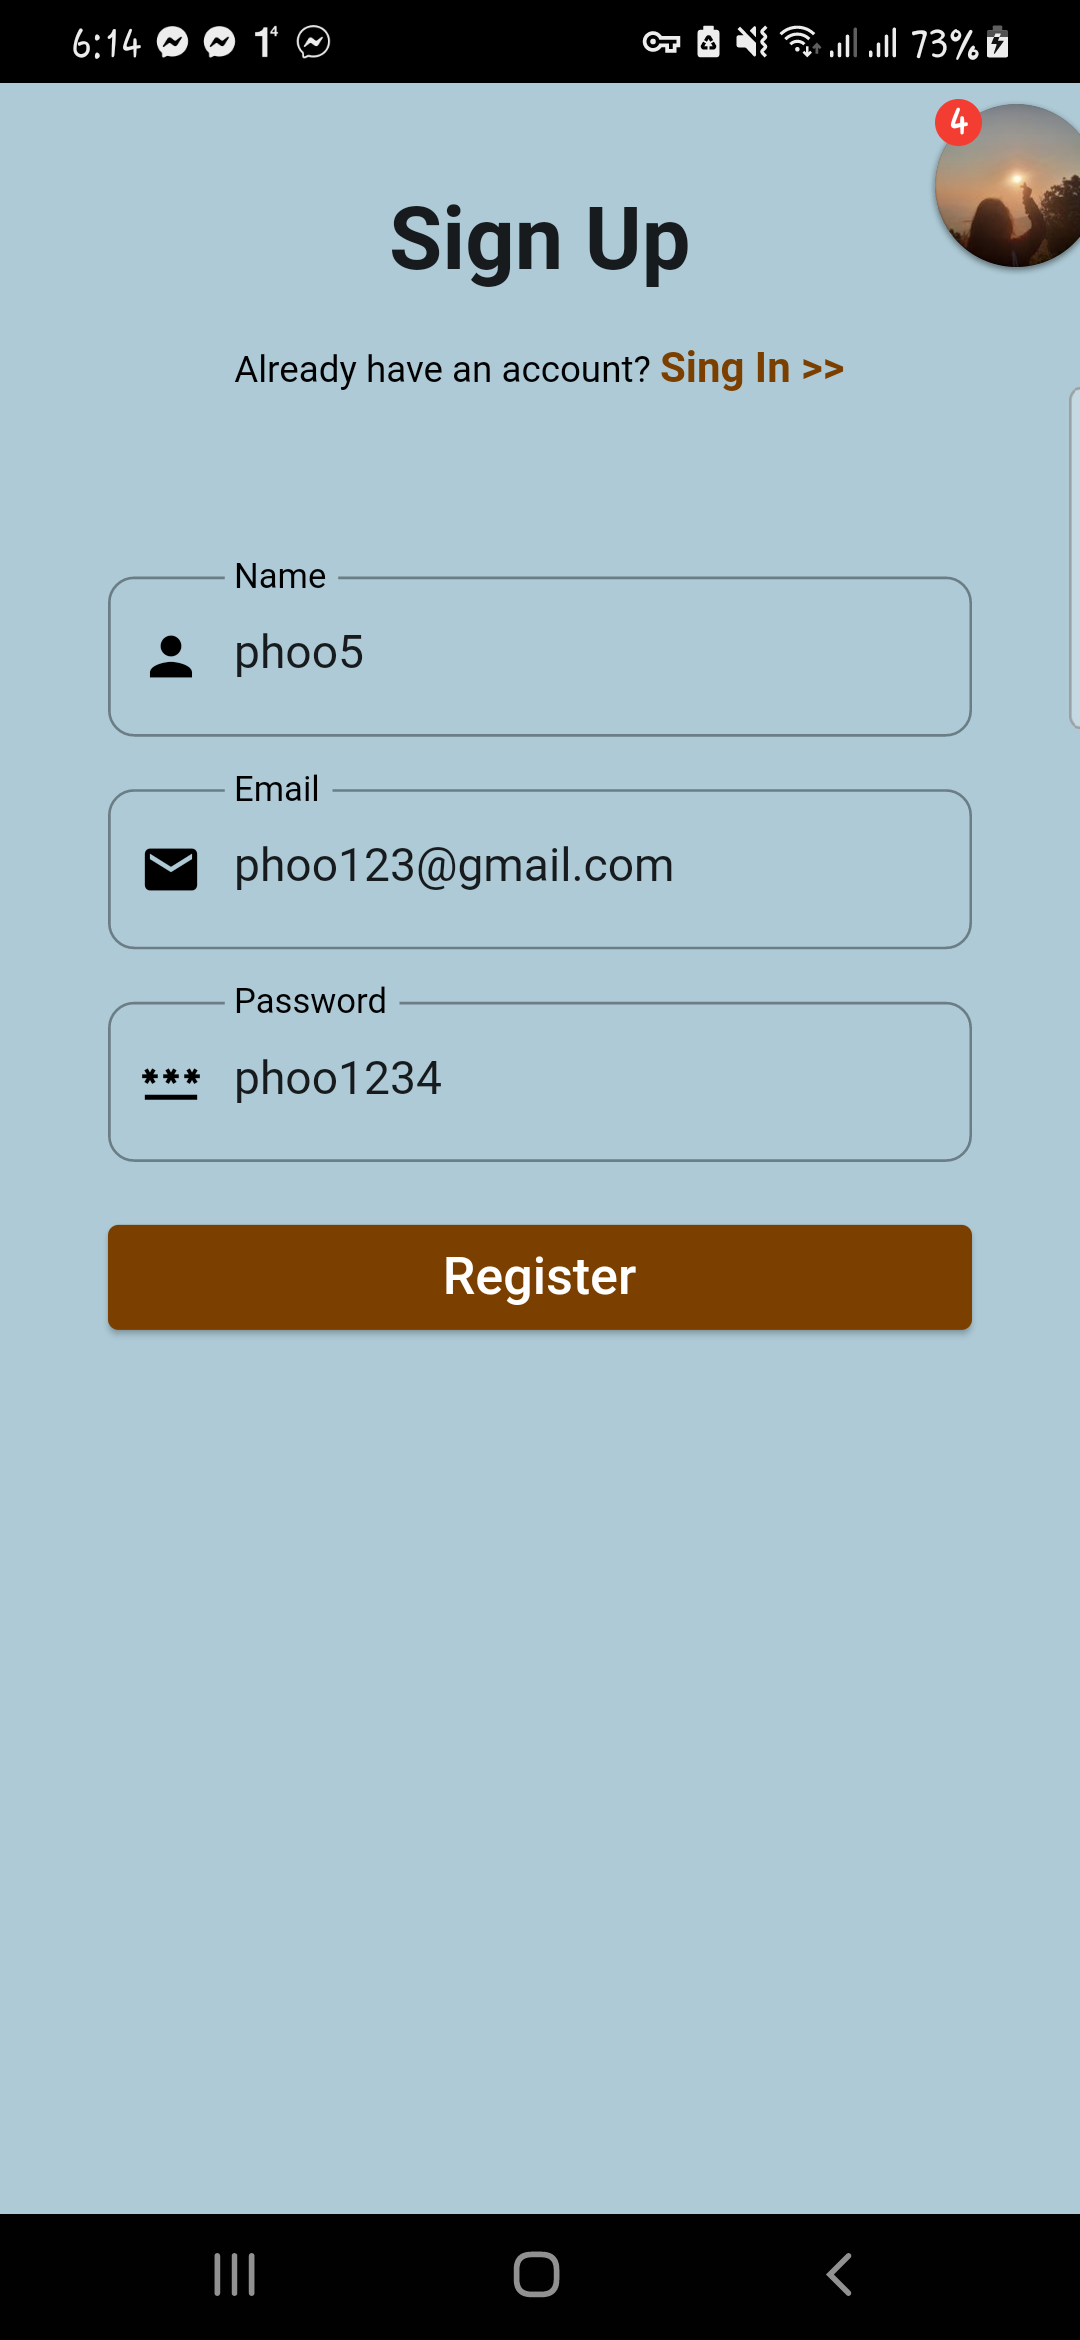 6:14 1⁴ 73%
4
Sign Up
Already have an account? Sing In >>
Name
phoo5
Email
phoo123@gmail.com
Password
*** phoo1234
Register